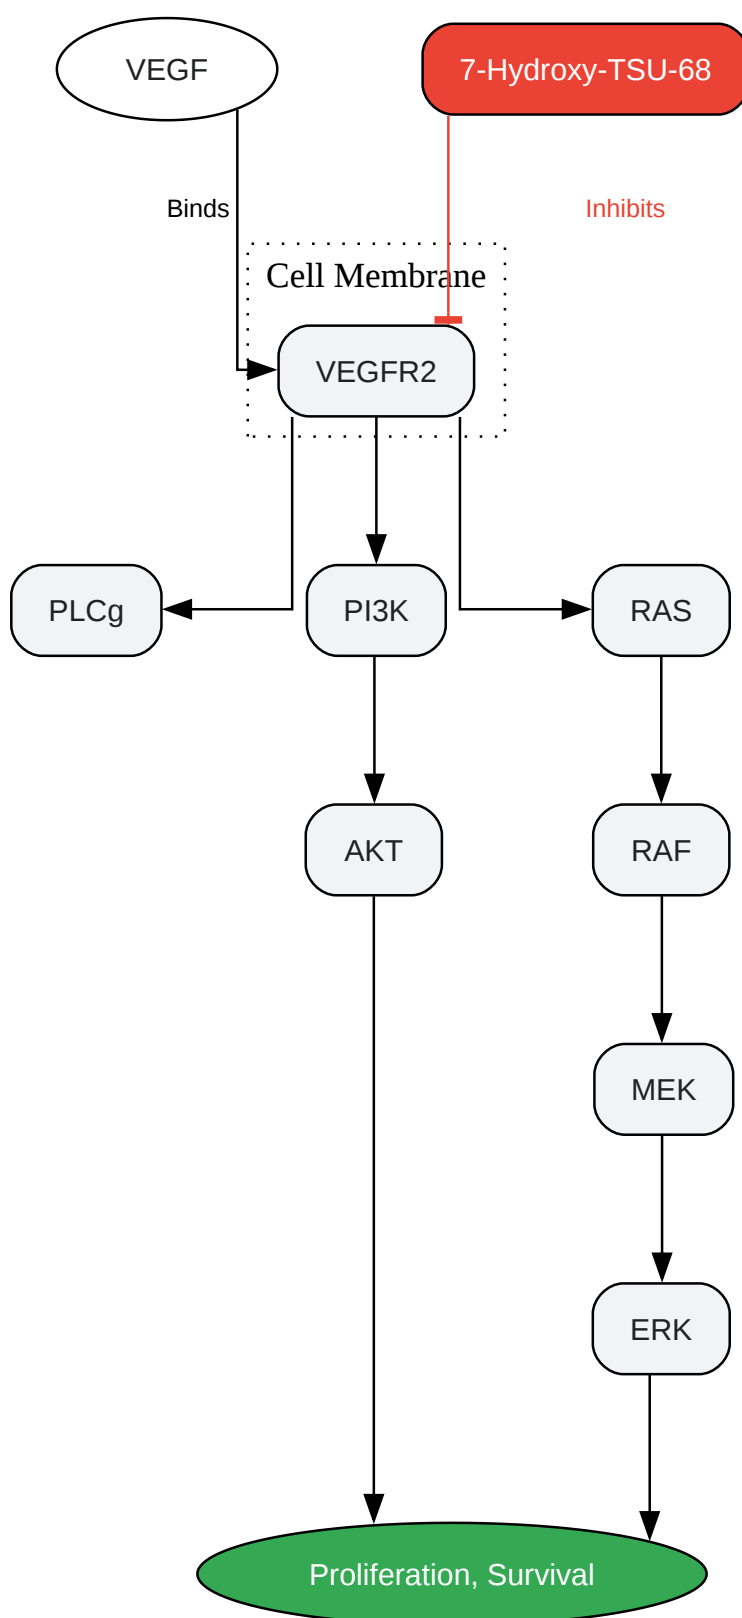 VEGF
7-Hydroxy-TSU-68
Binds
Inhibits
Cell Membrane
VEGFR2
PLCg
PI3K
RAS
AKT
RAF
MEK
ERK
Proliferation, Survival